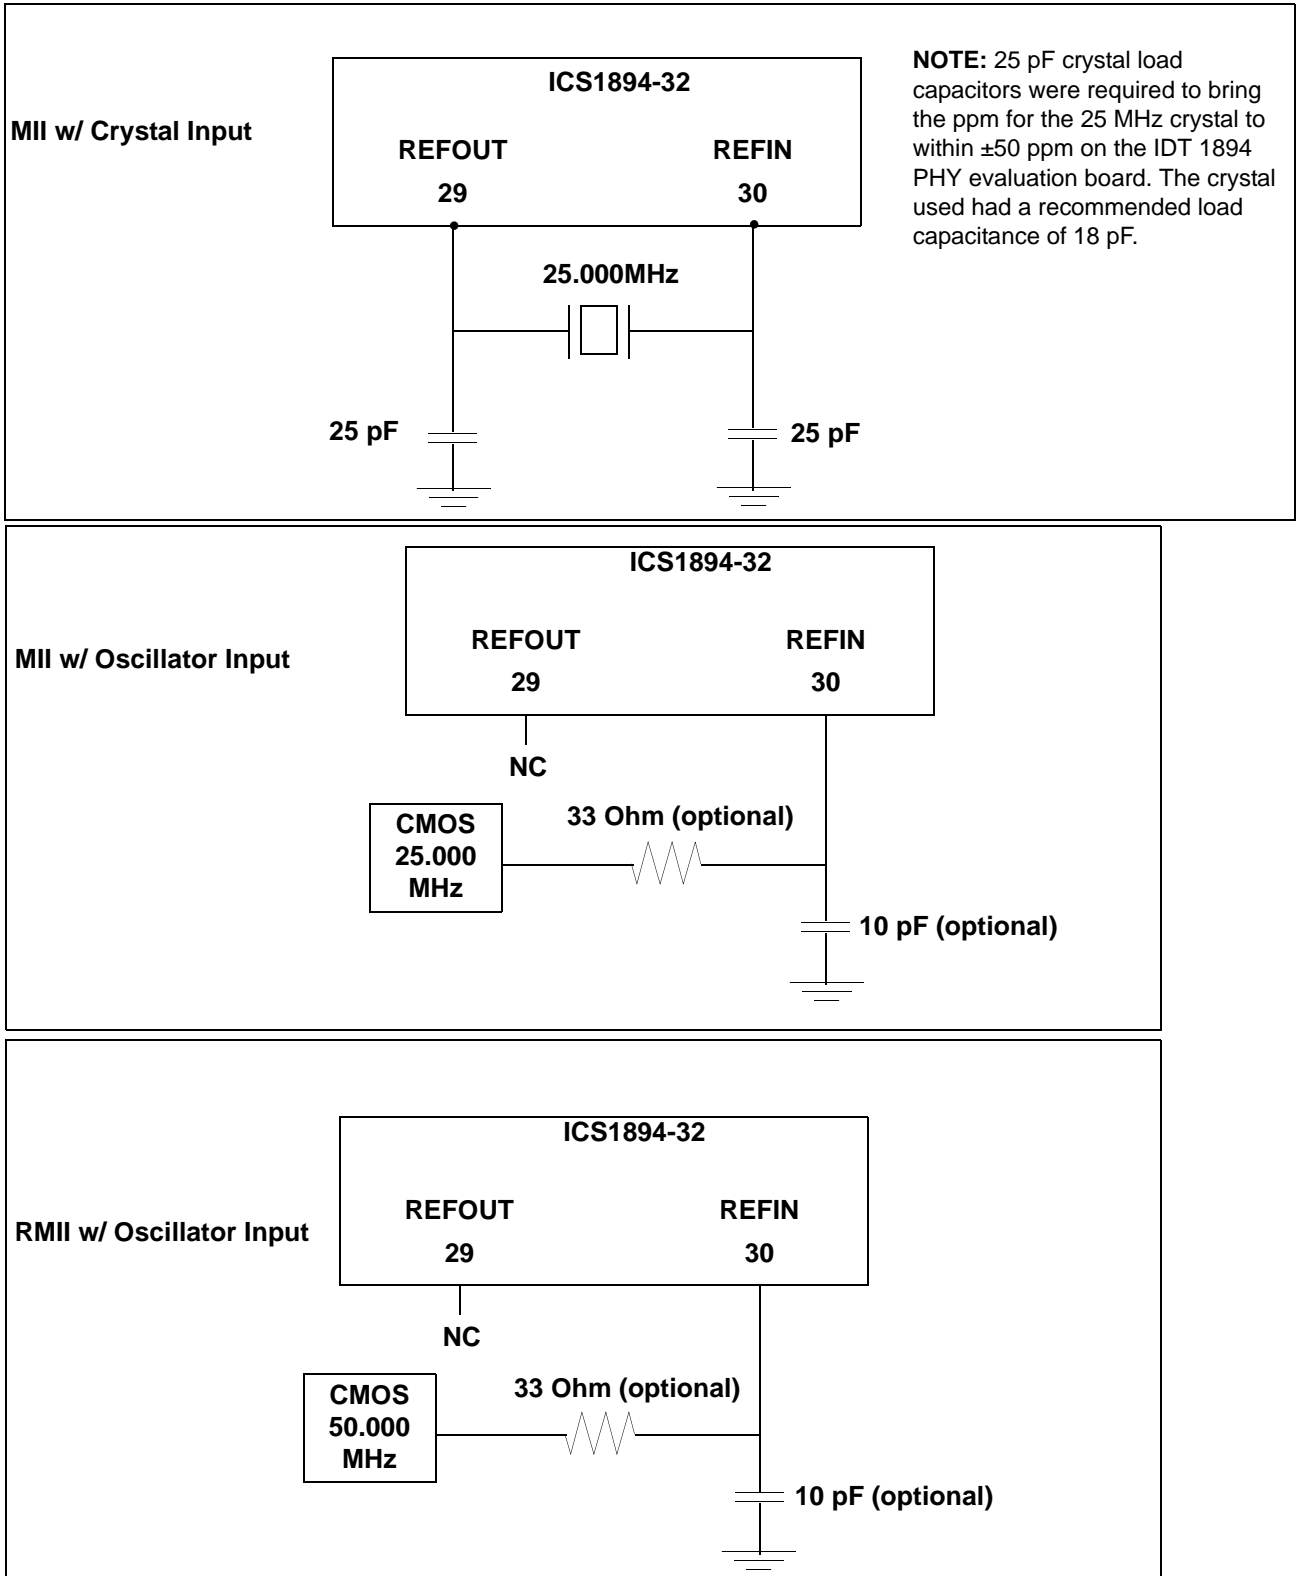 MII w/ Crystal Input
ICS1894-32
REFOUT
REFIN
29
30
25.000MHz
25 pF
25 pF
NOTE: 25 pF crystal load
capacitors were required to bring
the ppm for the 25 MHz crystal to
within ±50 ppm on the IDT 1894
PHY evaluation board. The crystal
used had a recommended load
capacitance of 18 pF.
MII w/ Oscillator Input
ICS1894-32
REFOUT
REFIN
29
30
NC
CMOS
25.000
MHz
33 Ohm (optional)
10 pF (optional)
RMII w/ Oscillator Input
ICS1894-32
REFOUT
REFIN
29
30
NC
CMOS
50.000
MHz
33 Ohm (optional)
10 pF (optional)